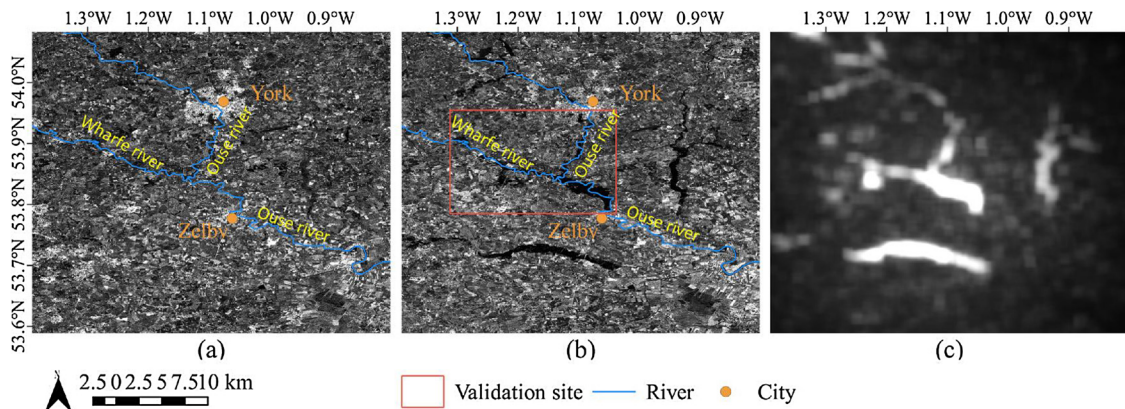 1.3°W 1.2°W 1.1°W 1.0°W 0.9°W 1.3°W 1.2°W 1.1°W 1.0°W 0.9°W 1.3°W 1.2°W 1.1°W 1.0°W 0.9°W
54.0°N
53.9°N
53.8°N
53.7°N
53.6°N
York
Wharfe river
Ouse river
Zelby
Ouse river
York
Wharfe river
Ouse river
Zelby
Ouse river
(a) (b) (c)
2.5 0 2.5 5 7.5 10 km
Validation site River City